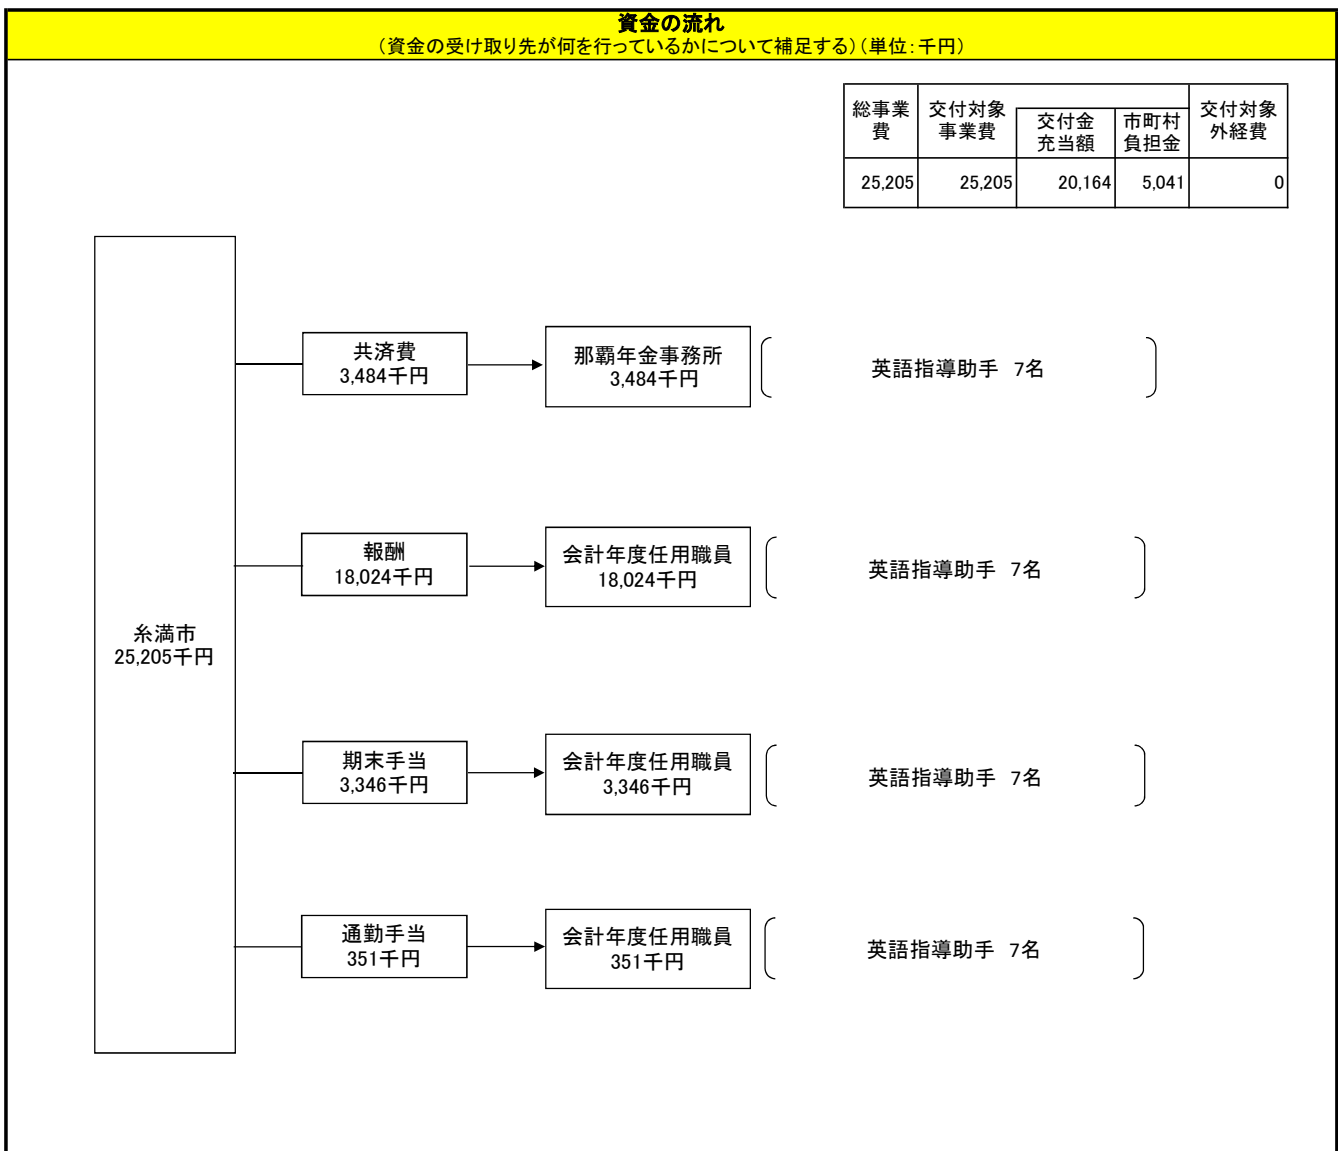 資金の流れ
（資金の受け取り先が何を行っているかについて補足する）（単位：千円）
総事業
費
交付対象
事業費
交付金
充当額
市町村
負担金
交付対象
外経費
25,205 25,205 20,164 5,041 0
糸満市
25,205千円
共済費
3,484千円
那覇年金事務所
3,484千円
英語指導助手 7名
報酬
18,024千円
会計年度任用職員
18,024千円
英語指導助手 7名
期末手当
3,346千円
会計年度任用職員
3,346千円
英語指導助手 7名
通勤手当
351千円
会計年度任用職員
351千円
英語指導助手 7名